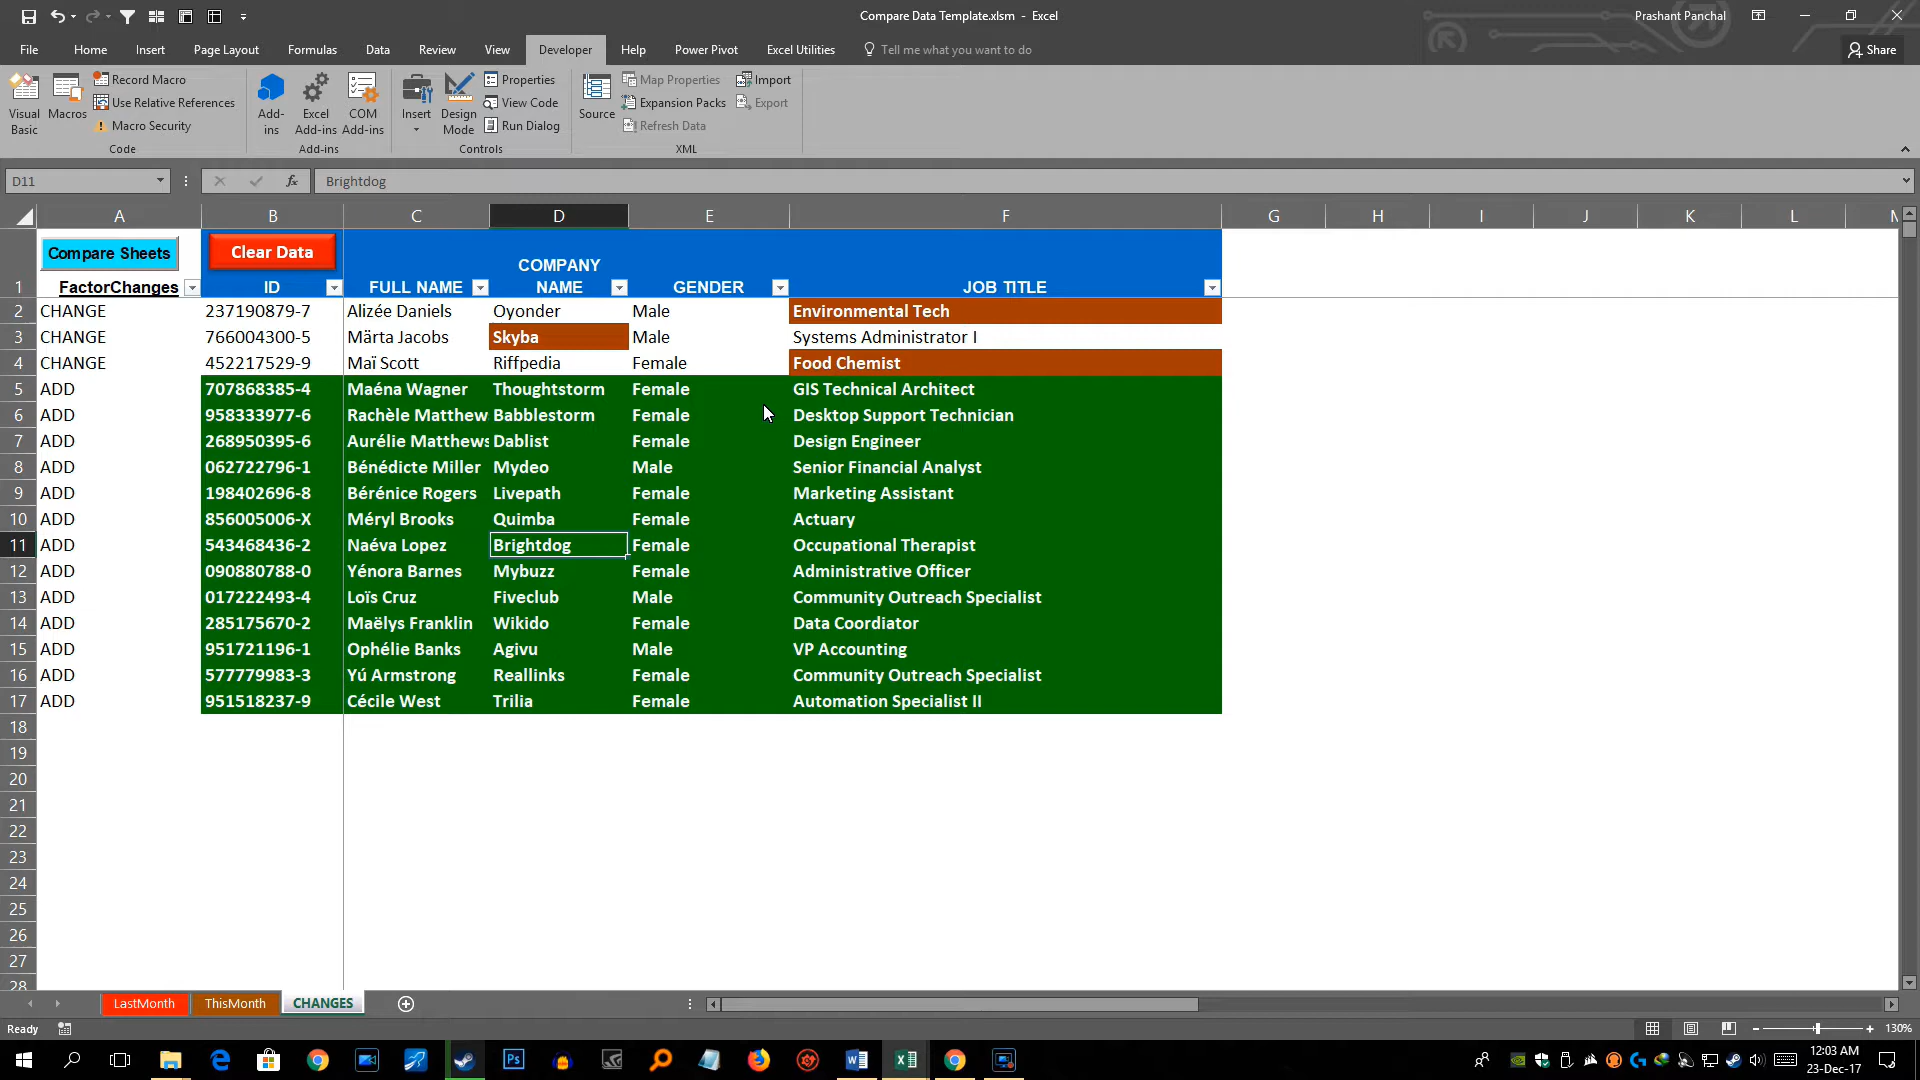 Compare Data Template.xlsm - Excel
Prashant Panchal
File Home Insert Page Layout Formulas Data Review View Developer Help Power Pivot Excel Utilities Tell me what you want to do Share
Visual Basic
Macros
Record Macro
Use Relative References
Macro Security
Code
Add-ins
Excel Add-ins
COM Add-ins
Add-ins
Insert
Design Mode
Properties
View Code
Run Dialog
Controls
Source
Map Properties
Expansion Packs
Refresh Data
Import
Export
XML
D11 fx Brightdog
A B C D E F G H I J K L
Compare Sheets Clear Data
1 FactorChanges ID FULL NAME COMPANY NAME GENDER JOB TITLE
2 CHANGE 237190879-7 Alizée Daniels Oyonder Male Environmental Tech
3 CHANGE 766004300-5 Märta Jacobs Skyba Male Systems Administrator I
4 CHANGE 452217529-9 Maï Scott Riffpedia Female Food Chemist
5 ADD 707868385-4 Maéna Wagner Thoughtstorm Female GIS Technical Architect
6 ADD 958333977-6 Rachèle Matthew Babblestorm Female Desktop Support Technician
7 ADD 268950395-6 Aurélie Matthews Dablist Female Design Engineer
8 ADD 062722796-1 Bénédicte Miller Mydeo Male Senior Financial Analyst
9 ADD 198402696-8 Bérénice Rogers Livepath Female Marketing Assistant
10 ADD 856005006-X Méryl Brooks Quimba Female Actuary
11 ADD 543468436-2 Naéva Lopez Brightdog Female Occupational Therapist
12 ADD 090880788-0 Yénora Barnes Mybuzz Female Administrative Officer
13 ADD 017222493-4 Loïs Cruz Fiveclub Male Community Outreach Specialist
14 ADD 285175670-2 Maëlys Franklin Wikido Female Data Coordiator
15 ADD 951721196-1 Ophélie Banks Agivu Male VP Accounting
16 ADD 577779983-3 Yú Armstrong Reallinks Female Community Outreach Specialist
17 ADD 951518237-9 Cécile West Trilia Female Automation Specialist II
18
19
20
21
22
23
24
25
26
27
28
LastMonth ThisMonth CHANGES
Ready 130%
12:03 AM
23-Dec-17